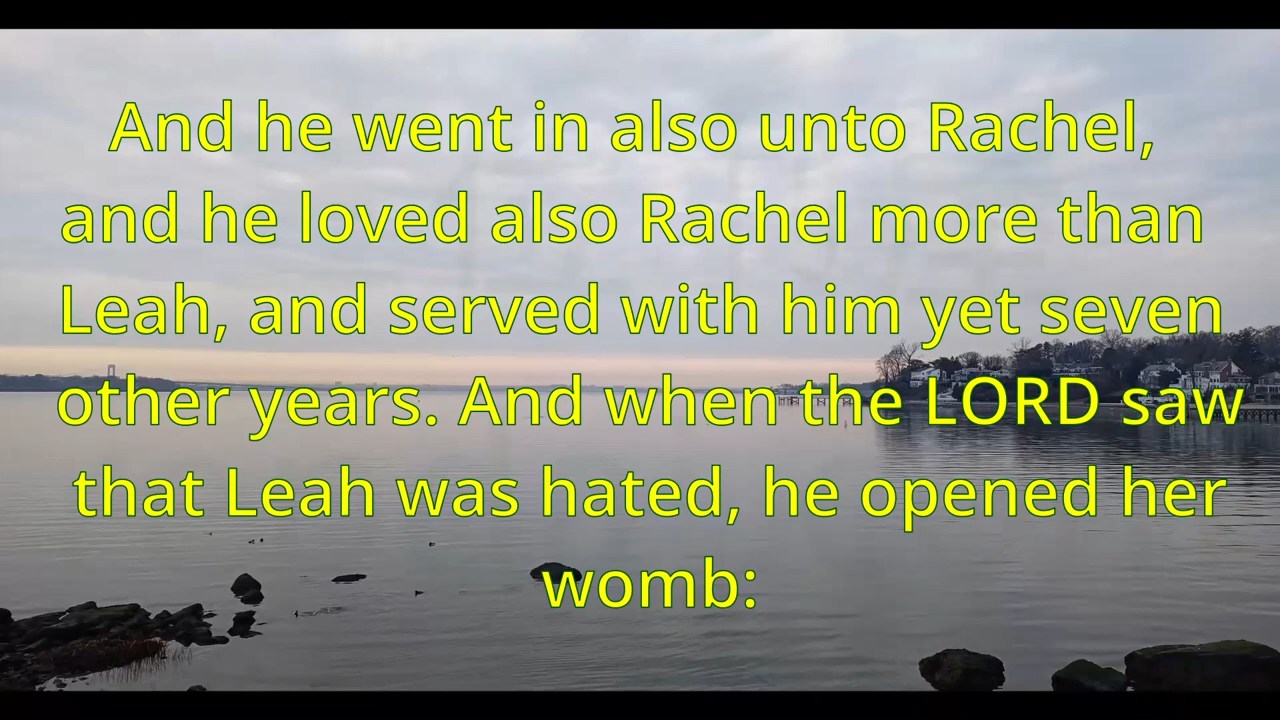 And he went in also unto Rachel,
and he loved also Rachel more than
Leah, and served with him yet seven
other years. And when the LORD saw
that Leah was hated, he opened her
womb: